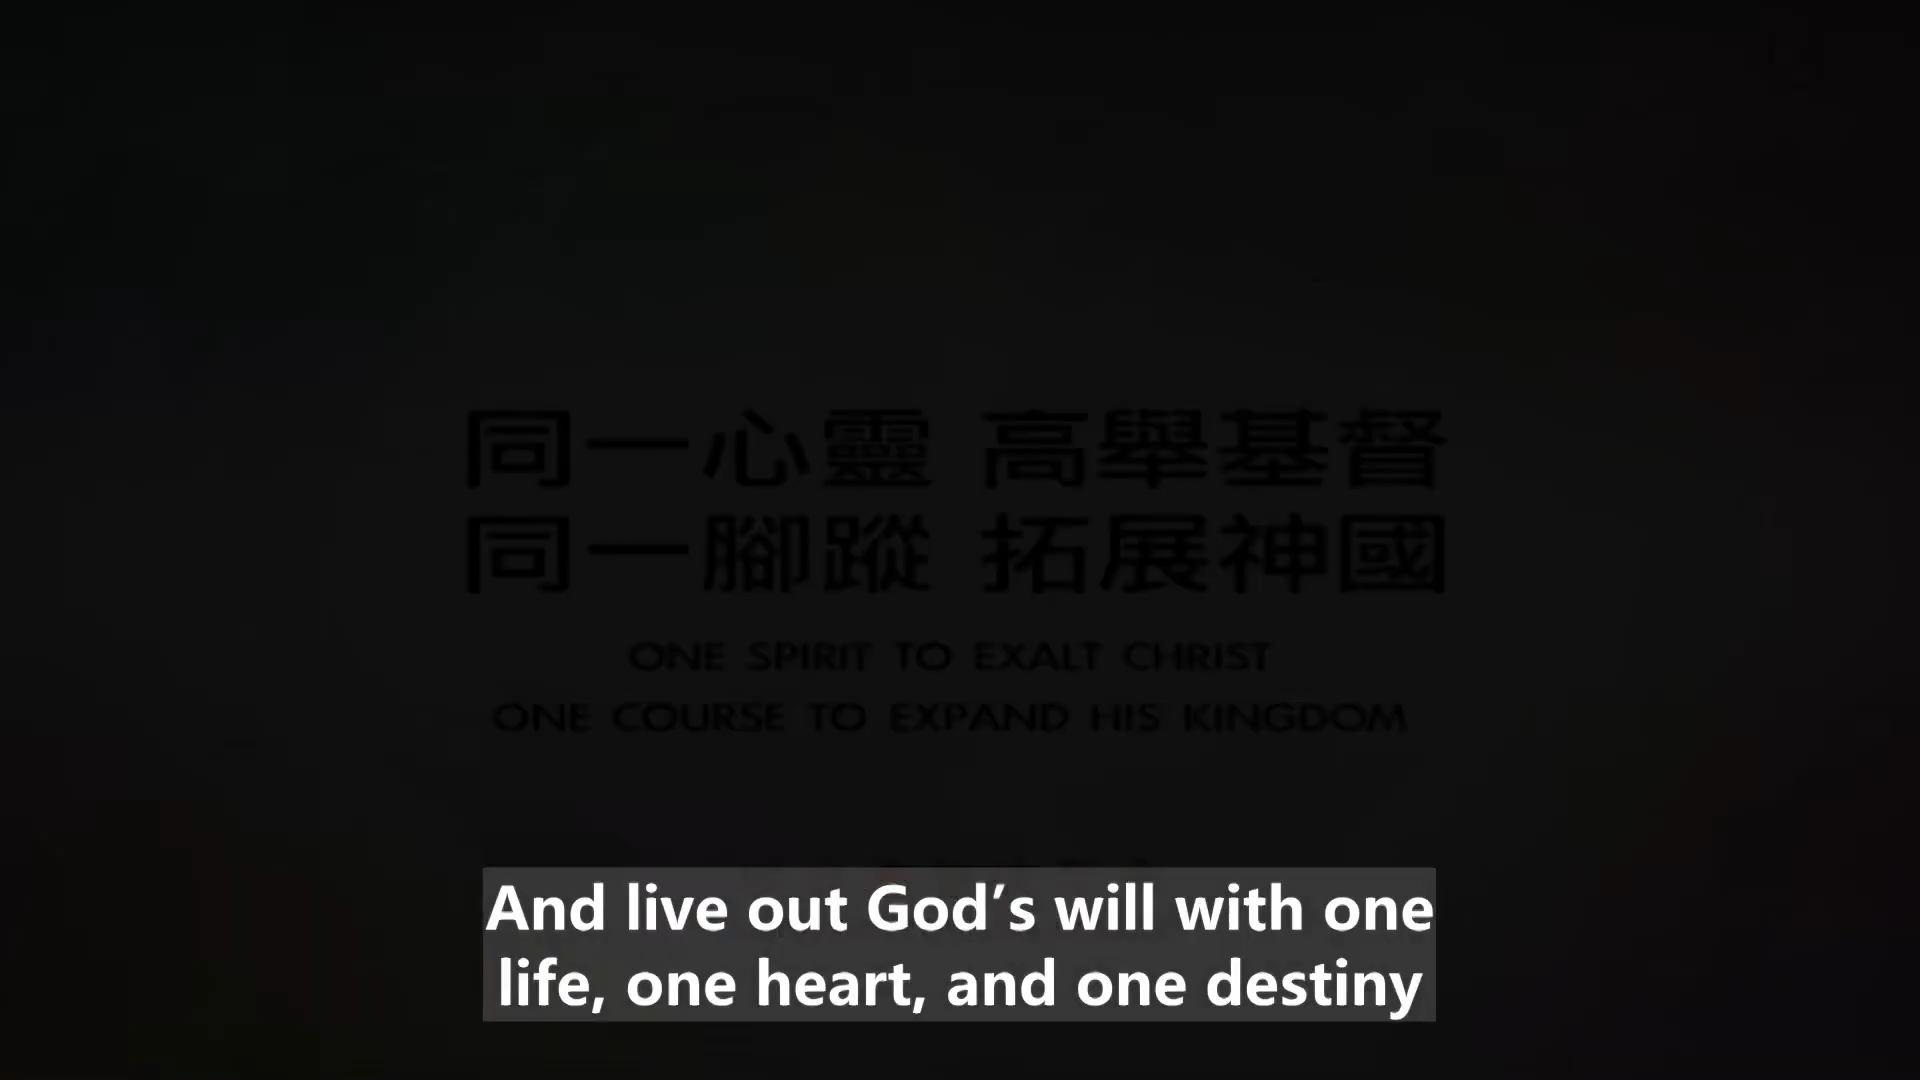 同一心靈 高舉基督
同一腳蹤 拓展神國
ONE SPIRIT TO EXALT CHRIST
ONE COURSE TO EXPAND HIS KINGDOM
And live out God’s will with one
life, one heart, and one destiny